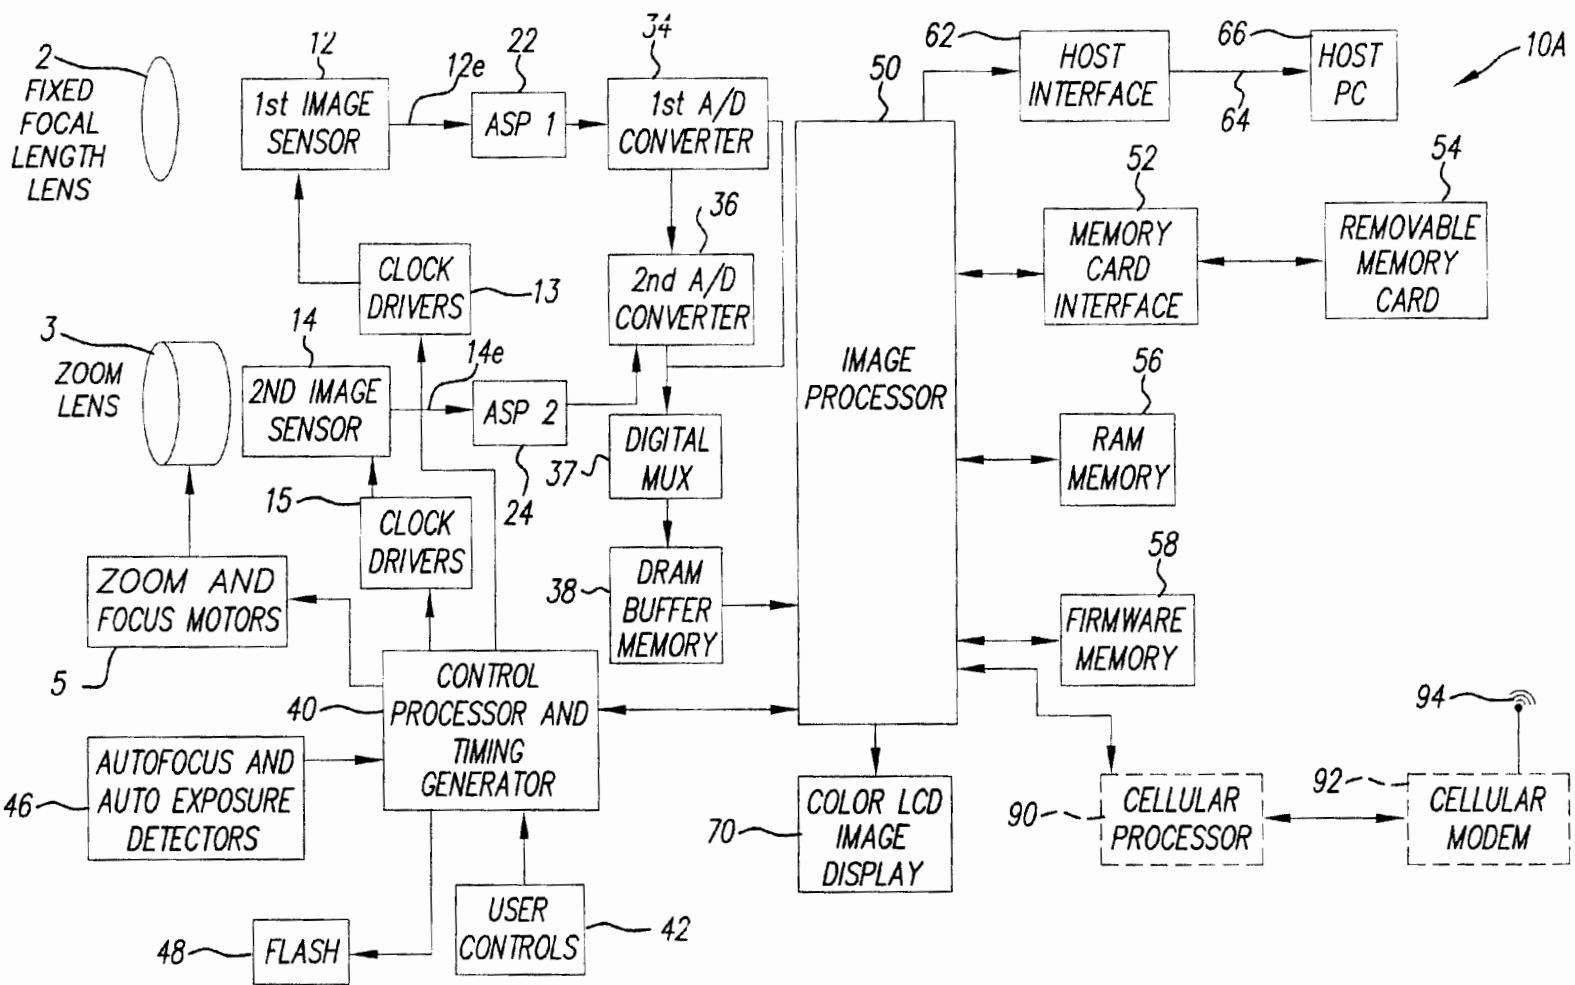 2
FIXED
FOCAL
LENGTH
LENS
12
1st IMAGE
SENSOR
12e
22
ASP 1
34
1st A/D
CONVERTER
50
62
HOST
INTERFACE
64
66
HOST
PC
10A
36
2nd A/D
CONVERTER
CLOCK
DRIVERS
13
52
MEMORY
CARD
INTERFACE
54
REMOVABLE
MEMORY
CARD
3
ZOOM
LENS
14
2ND IMAGE
SENSOR
14e
ASP 2
24
IMAGE
PROCESSOR
56
RAM
MEMORY
DIGITAL
MUX
37
15
CLOCK
DRIVERS
38
DRAM
BUFFER
MEMORY
58
FIRMWARE
MEMORY
ZOOM AND
FOCUS MOTORS
5
40
CONTROL
PROCESSOR AND
TIMING
GENERATOR
94
46
AUTOFOCUS AND
AUTO EXPOSURE
DETECTORS
70
COLOR LCD
IMAGE
DISPLAY
90
CELLULAR
PROCESSOR
92
CELLULAR
MODEM
48
FLASH
USER
CONTROLS
42